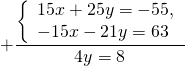 15x + 25y = −55,
+ {
−15x − 21y = 63
4y = 8